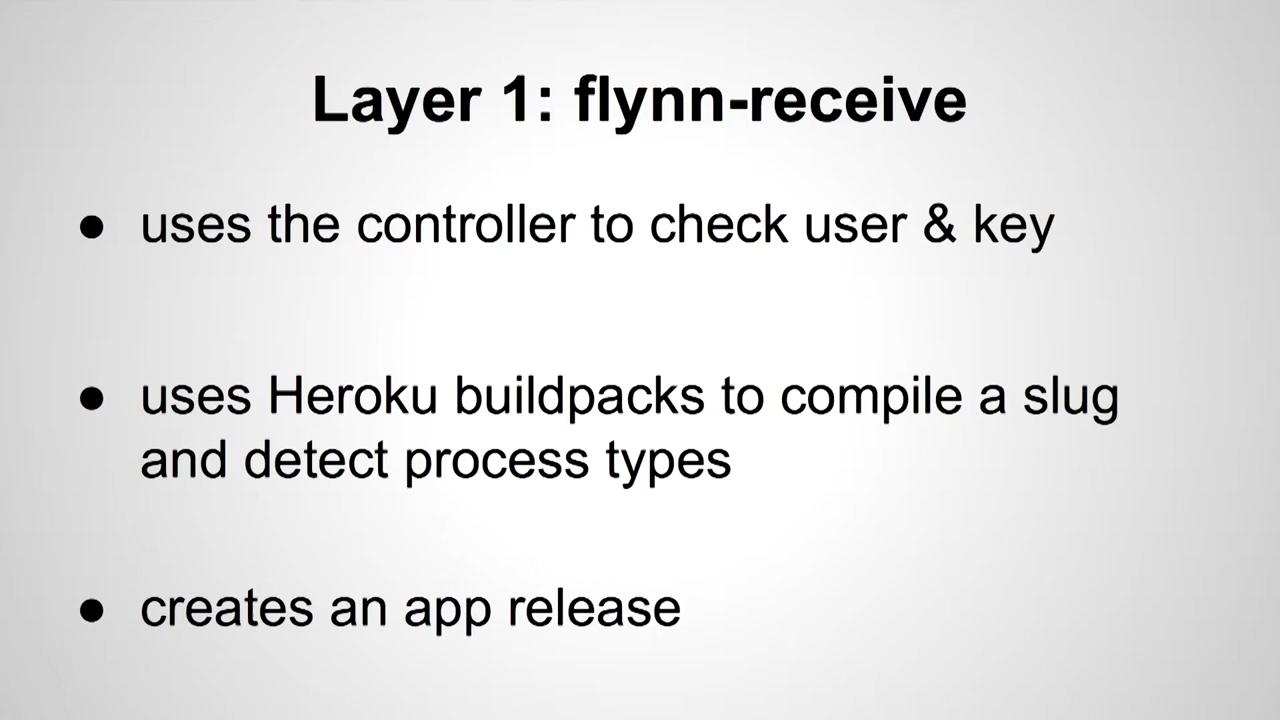 Layer 1: flynn-receive
● uses the controller to check user & key
● uses Heroku buildpacks to compile a slug
and detect process types
● creates an app release